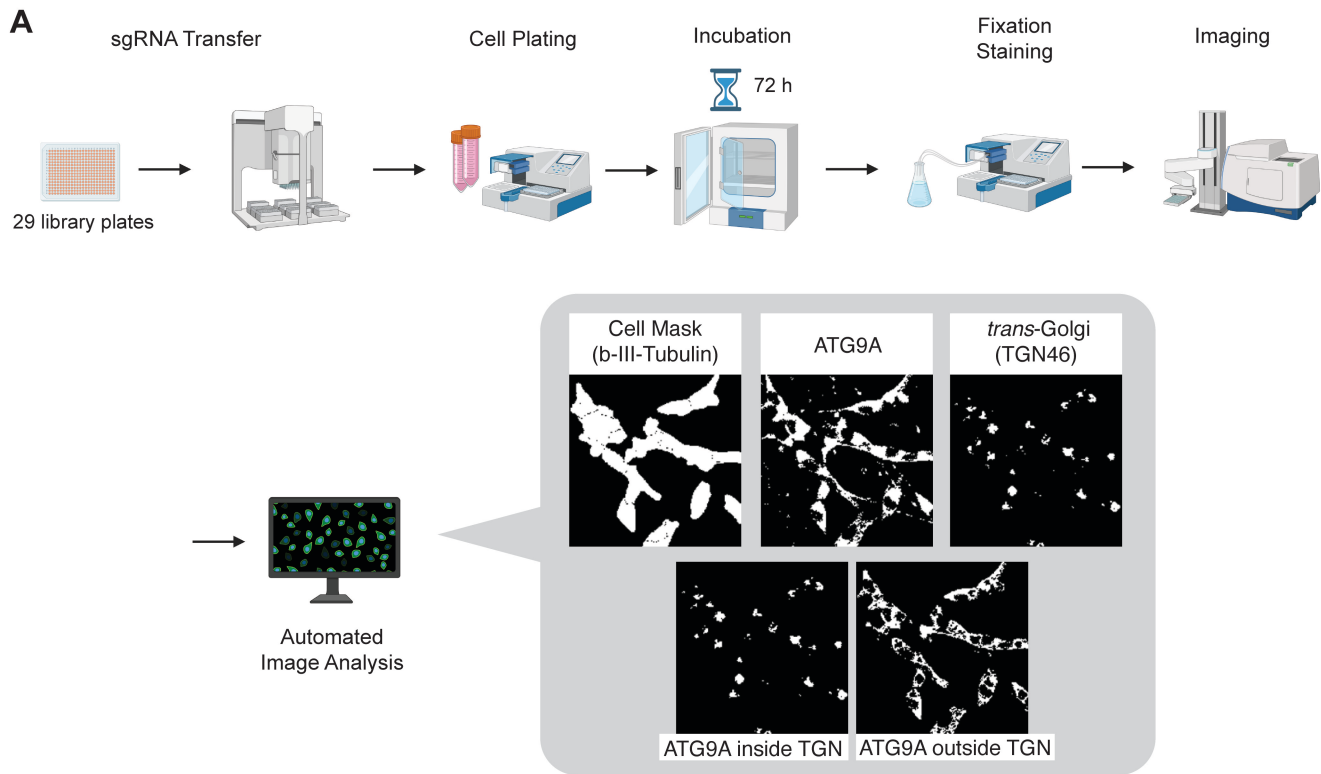 A
sgRNA Transfer
Cell Plating
Incubation
Fixation
Staining
Imaging
72 h
29 library plates
Cell Mask
(b-III-Tubulin)
ATG9A
trans-Golgi
(TGN46)
Automated
Image Analysis
ATG9A inside TGN
ATG9A outside TGN